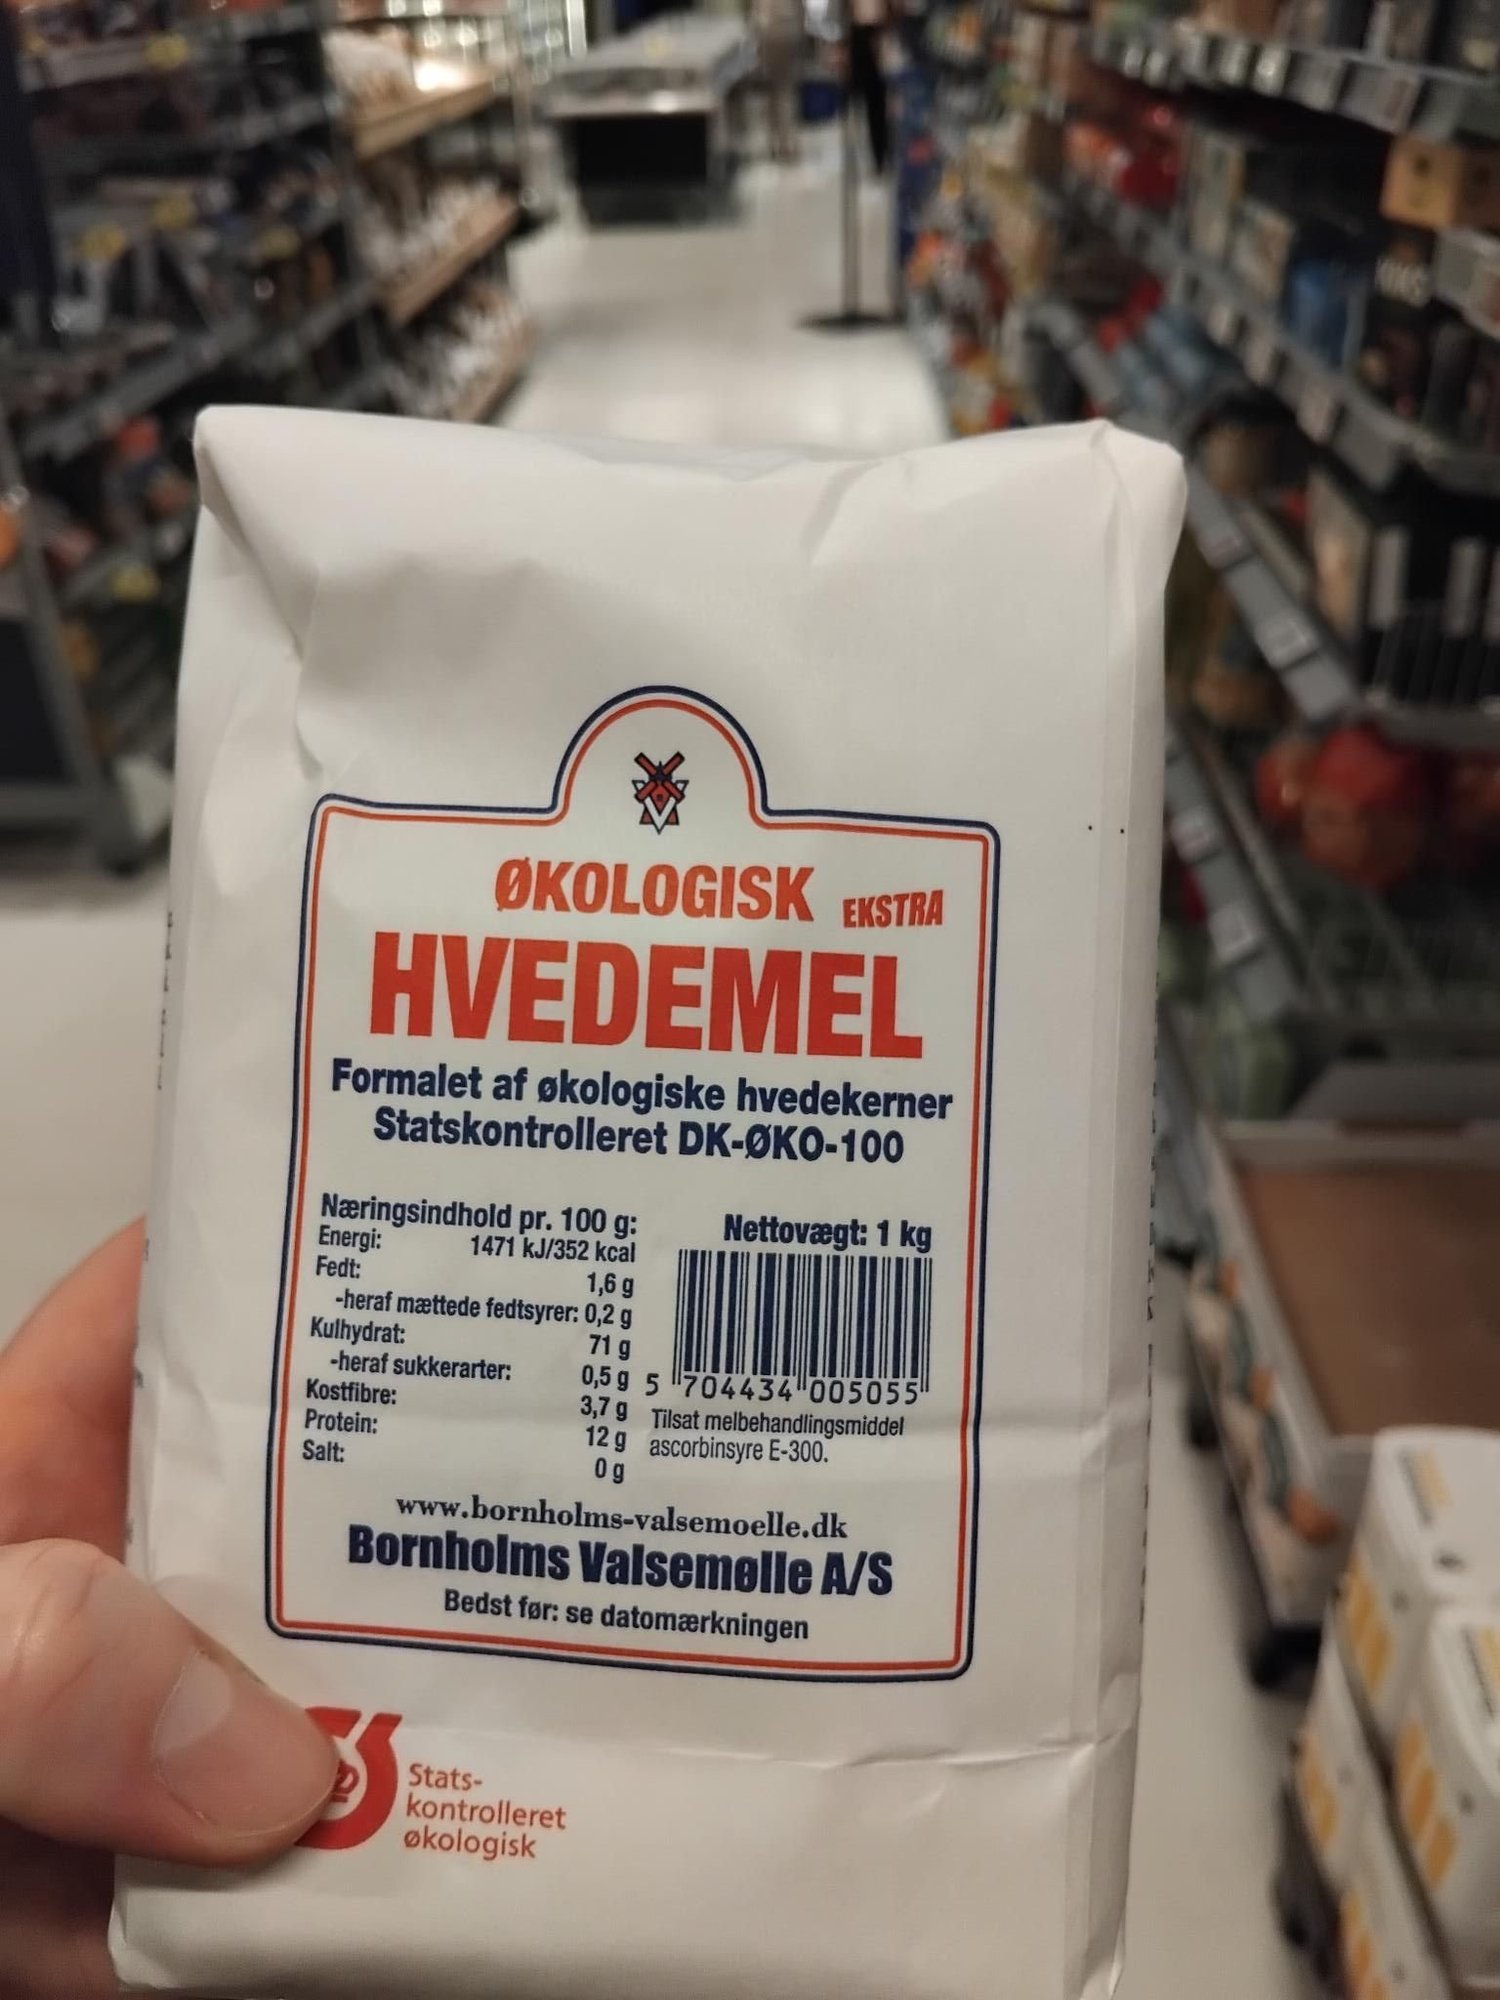 ØKOLOGISK EKSTRA
HVEDEMEL
Formalet af økologiske hvedekerner
Statskontrolleret DK-ØKO-100
Næringsindhold pr. 100 g:
Energi: 1471 kJ/352 kcal
Fedt: 1,6 g
-heraf mættede fedtsyrer: 0,2 g
Kulhydrat: 71 g
-heraf sukkerarter: 0,5 g
Kostfibre: 3,7 g
Protein: 12 g
Salt: 0 g
Nettovægt: 1 kg
5 704434 005055
Tilsat melbehandlingsmiddel
ascorbinsyre E-300.
www.bornholms-valsemoelle.dk
Bornholms Valsemølle A/S
Bedst før: se datomærkningen
Stats-
kontrolleret
økologisk